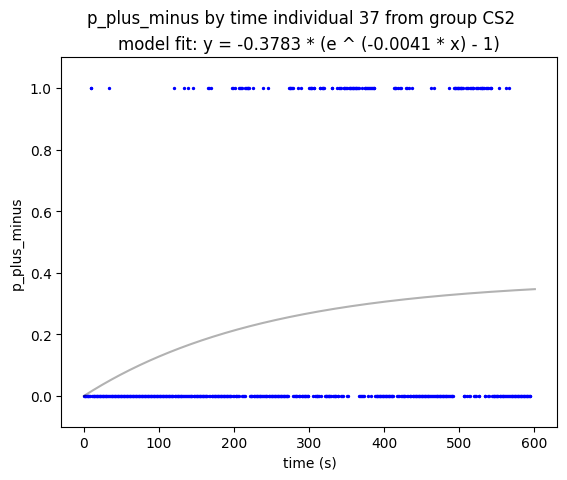 p_plus_minus by time individual 37 from group CS2
model fit: y = -0.3783 * (e ^ (-0.0041 * x) - 1)
1.0
0.8
0.6
0.4
0.2
0.0
p_plus_minus
0 100 200 300 400 500 600
time (s)